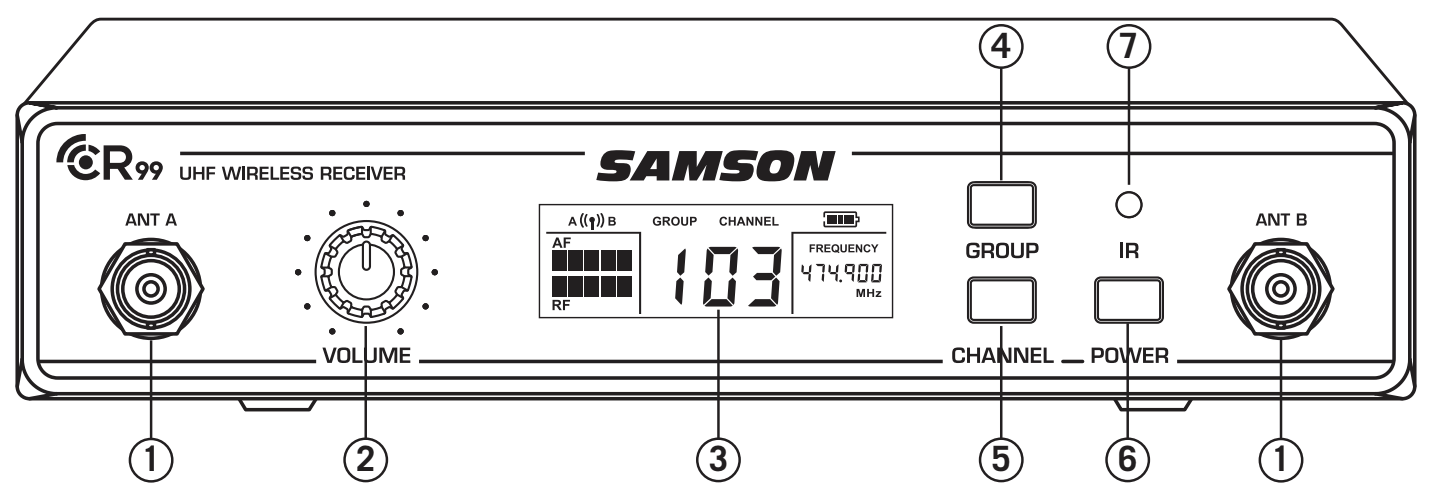 4 7
CR99 UHF WIRELESS RECEIVER
SAMSON
ANT A
A ((ı)) B GROUP CHANNEL
AF
RF
103
FREQUENCY
474.900
MHz
GROUP
IR
ANT B
VOLUME
CHANNEL
POWER
1 2 3 5 6 1